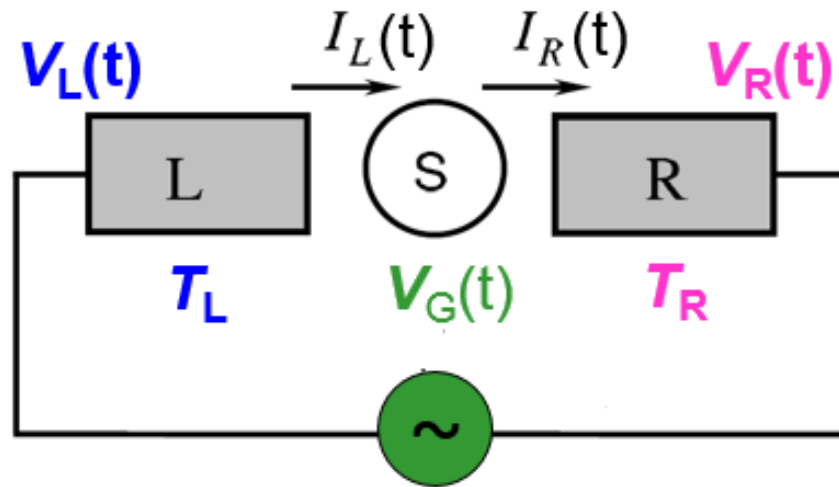 I_L(t) I_R(t)
V_L(t) V_R(t)
L S R
T_L V_G(t) T_R
~